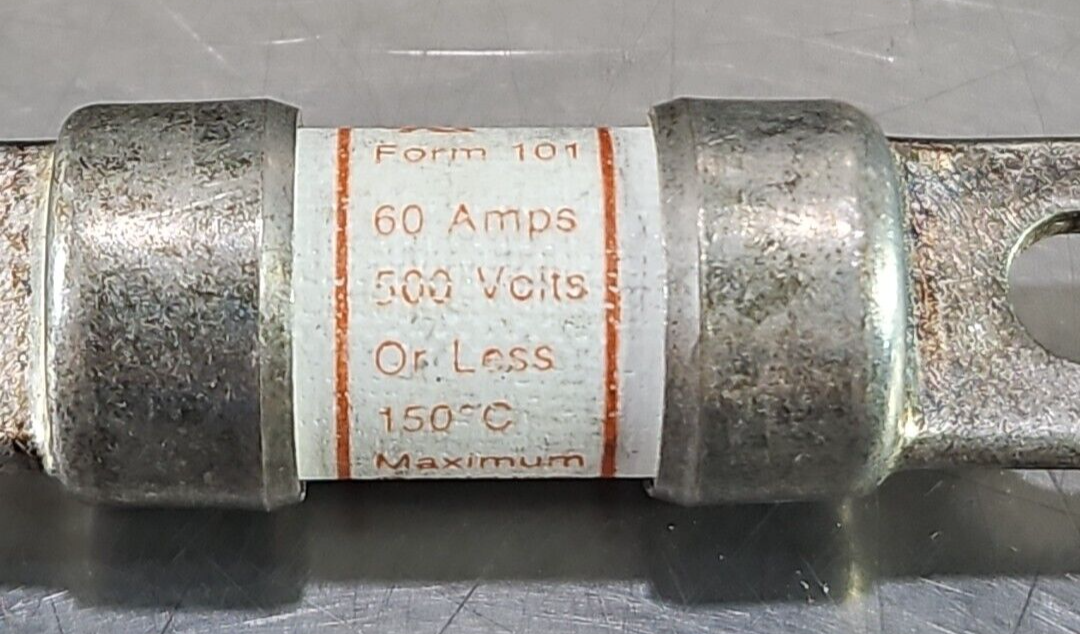 Form 101
60 Amps
500 Volts
Or Less
150°C
Maximum